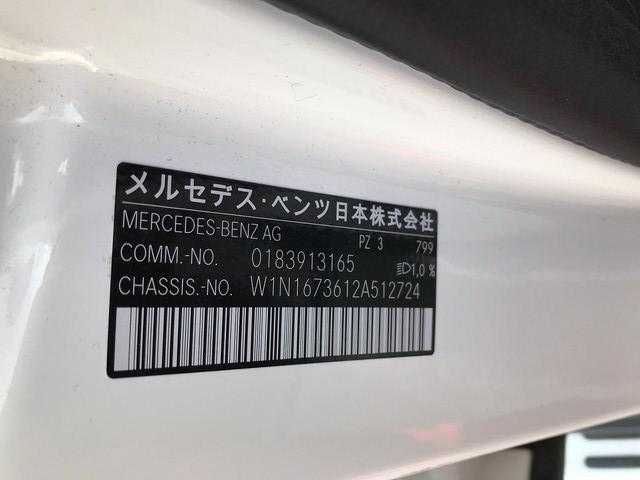 メルセデス・ベンツ日本株式会社
MERCEDES-BENZ AG PZ 3 799
COMM.-NO. 0183913165 1,0 %
CHASSIS.-NO. W1N1673612A512724